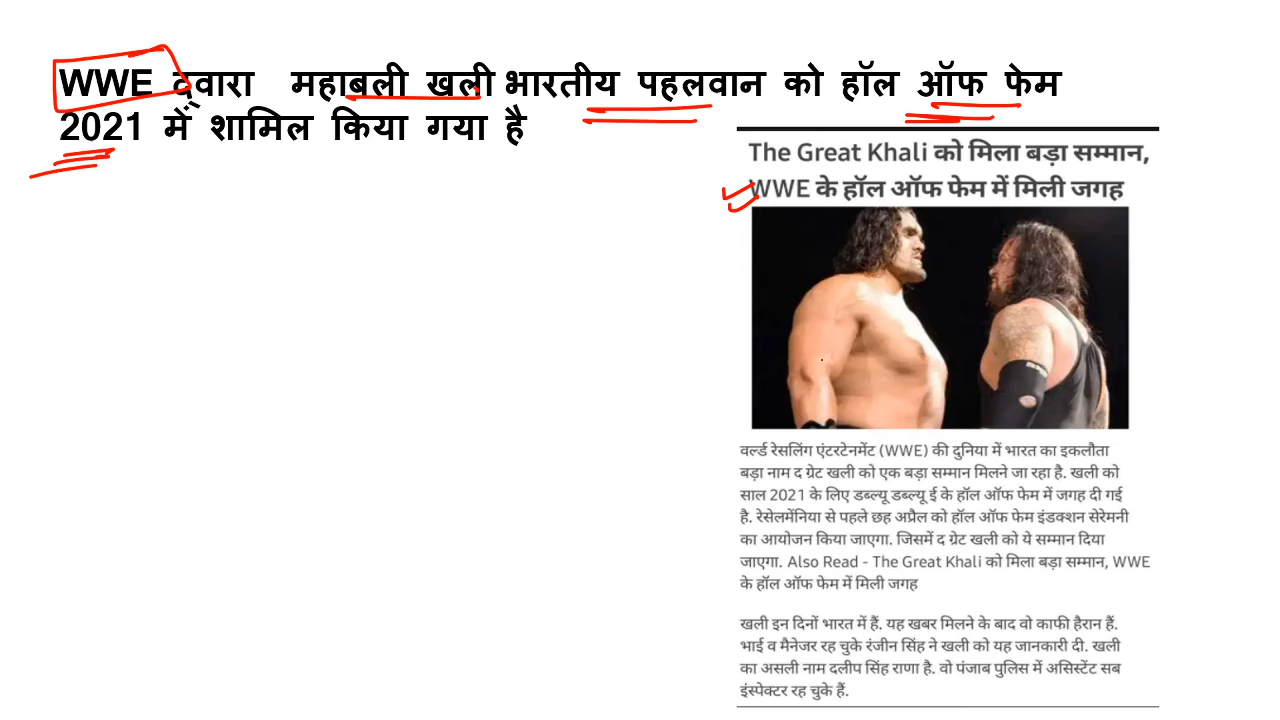 WWE द्वारा महाबली खली भारतीय पहलवान को हॉल ऑफ फेम
2021 में शामिल किया गया है
The Great Khali को मिला बड़ा सम्मान,
WWE के हॉल ऑफ फेम में मिली जगह
वर्ल्ड रेसलिंग एंटरटेनमेंट (WWE) की दुनिया में भारत का इकलौता
बड़ा नाम द ग्रेट खली को एक बड़ा सम्मान मिलने जा रहा है. खली को
साल 2021 के लिए डब्ल्यू डब्ल्यू ई के हॉल ऑफ फेम में जगह दी गई
है. रेसेलमेंनिया से पहले छह अप्रैल को हॉल ऑफ फेम इंडक्शन सेरेमनी
का आयोजन किया जाएगा. जिसमें द ग्रेट खली को ये सम्मान दिया
जाएगा. Also Read - The Great Khali को मिला बड़ा सम्मान, WWE
के हॉल ऑफ फेम में मिली जगह
खली इन दिनों भारत में हैं. यह खबर मिलने के बाद वो काफी हैरान हैं.
भाई व मैनेजर रह चुके रंजीन सिंह ने खली को यह जानकारी दी. खली
का असली नाम दलीप सिंह राणा है. वो पंजाब पुलिस में असिस्टेंट सब
इंस्पेक्टर रह चुके हैं.